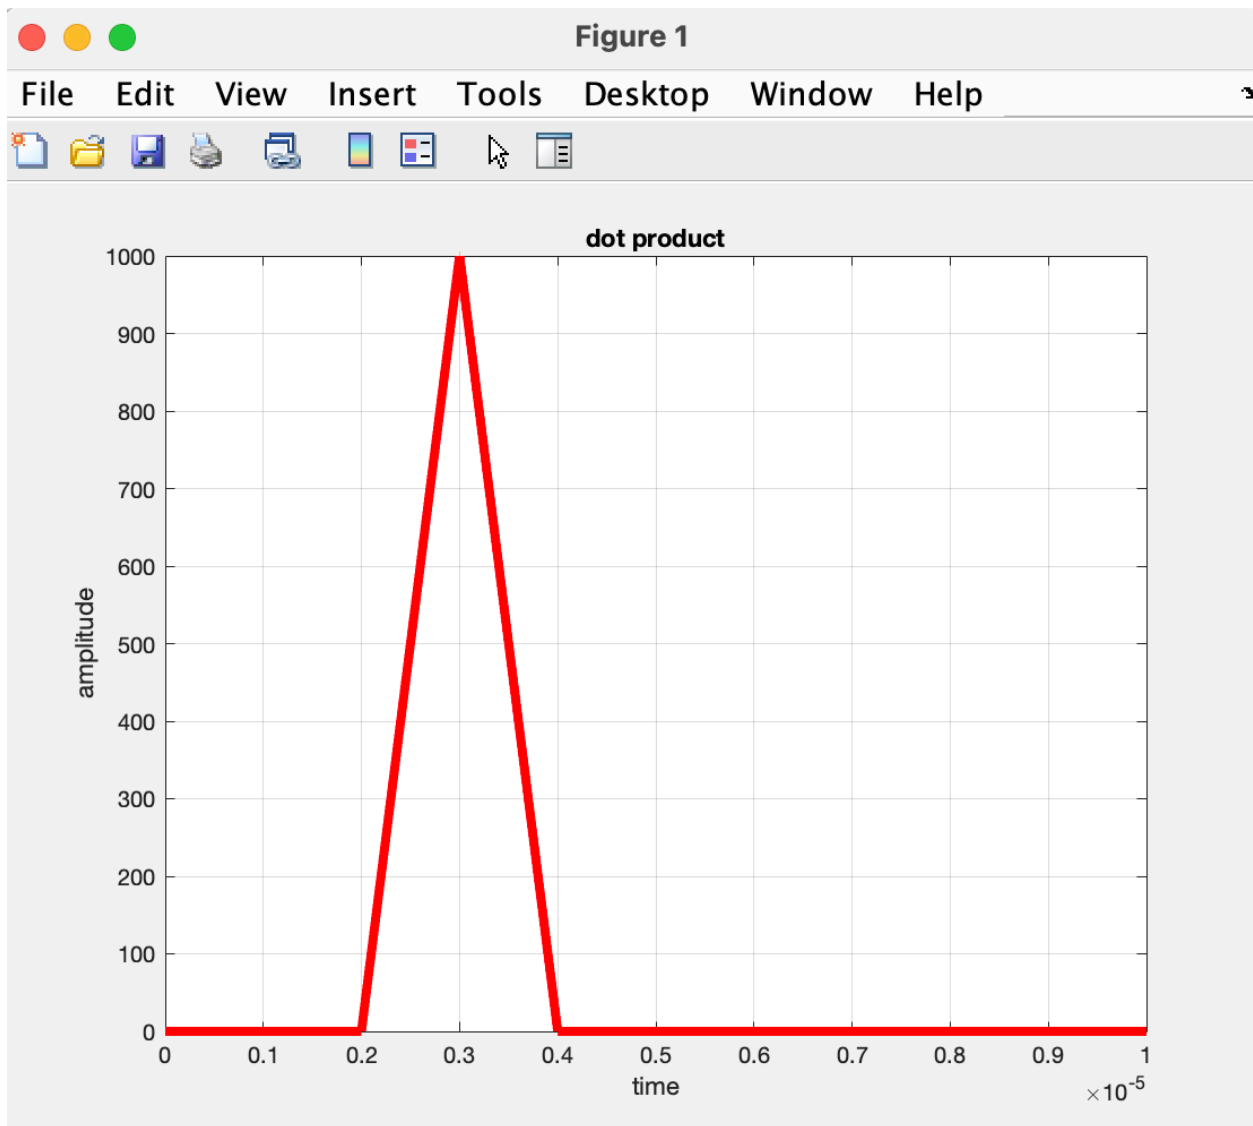 Figure 1
File Edit View Insert Tools Desktop Window Help
dot product
1000
900
800
700
600
500
400
300
200
100
0
amplitude
0 0.1 0.2 0.3 0.4 0.5 0.6 0.7 0.8 0.9 1
time
×10⁻⁵